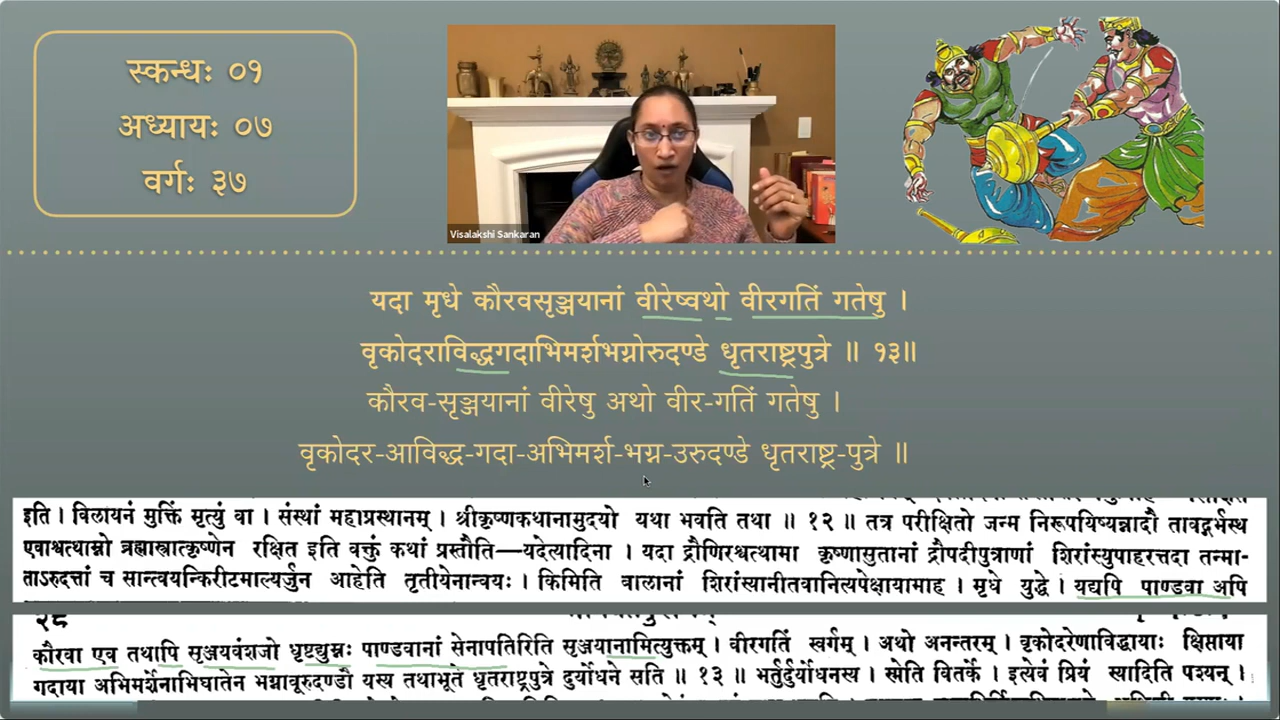 स्कन्धः ०१
अध्यायः ०७
वर्गः ३७
Visalakshi Sankaran
यदा मृधे कौरवसृञ्जयानां वीरेष्वथो वीरगतिं गतेषु ।
वृकोदराविद्धगदाभिमर्शभग्नोरुदण्डे धृतराष्ट्रपुत्रे ॥ १३॥
कौरव-सृञ्जयानां वीरेषु अथो वीर-गतिं गतेषु ।
वृकोदर-आविद्ध-गदा-अभिमर्श-भग्न-उरुदण्डे धृतराष्ट्र-पुत्रे ॥
इति । विलायनं मुक्तिं मृत्युं वा । संस्थां महाप्रस्थानम् । श्रीकृष्णकथानामुदयो यथा भवति तथा ॥ १२ ॥ तत्र परीक्षितो जन्म निरूपयिष्यन्नादौ तावद्गर्भस्थ
एवाश्वत्थाम्नो ब्रह्मास्त्रात्कृष्णेन रक्षित इति वक्तुं कथां प्रस्तौति—यदेत्यादिना । यदा द्रौणिरश्वत्थामा कृष्णासुतानां द्रौपदीपुत्राणां शिरांस्युपाहरत्तदा तन्मा-
ताऽरुदत्तां च सान्त्वयन्किरीटमाल्यर्जुन आहेति तृतीयेनान्वयः । किमिति बालानां शिरांस्यानीतवानित्यपेक्षायामाह । मृधे युद्धे । यद्यपि पाण्डवा अपि
२८
कौरवा एव तथापि सृञ्जयवंशजो धृष्टद्युम्नः पाण्डवानां सेनापतिरिति सृञ्जयानामित्युक्तम् । वीरगतिं स्वर्गम् । अथो अनन्तरम् । वृकोदरेणाविद्धायाः क्षिप्ताया
गदाया अभिमर्शेनाभिघातेन भग्नावूरुदण्डौ यस्य तथाभूते धृतराष्ट्रपुत्रे दुर्योधने सति ॥ १३ ॥ भर्तुर्दुर्योधनस्य । स्मेति वितर्के । इत्येवं प्रियं स्यादिति पश्यन् ।